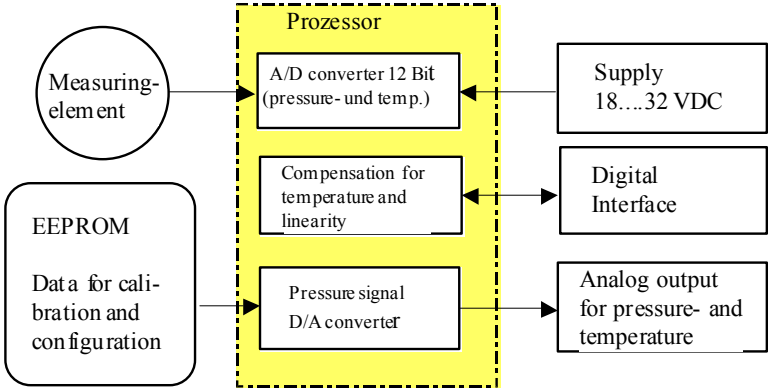 Prozessor
Measuring-
element
A/D converter 12 Bit
(pressure- und temp.)
Supply
18....32 VDC
Compensation for
temperature and
linearity
Digital
Interface
EEPROM
Data for cali-
bration and
configuration
Pressure signal
D/A converter
Analog output
for pressure- and
temperature